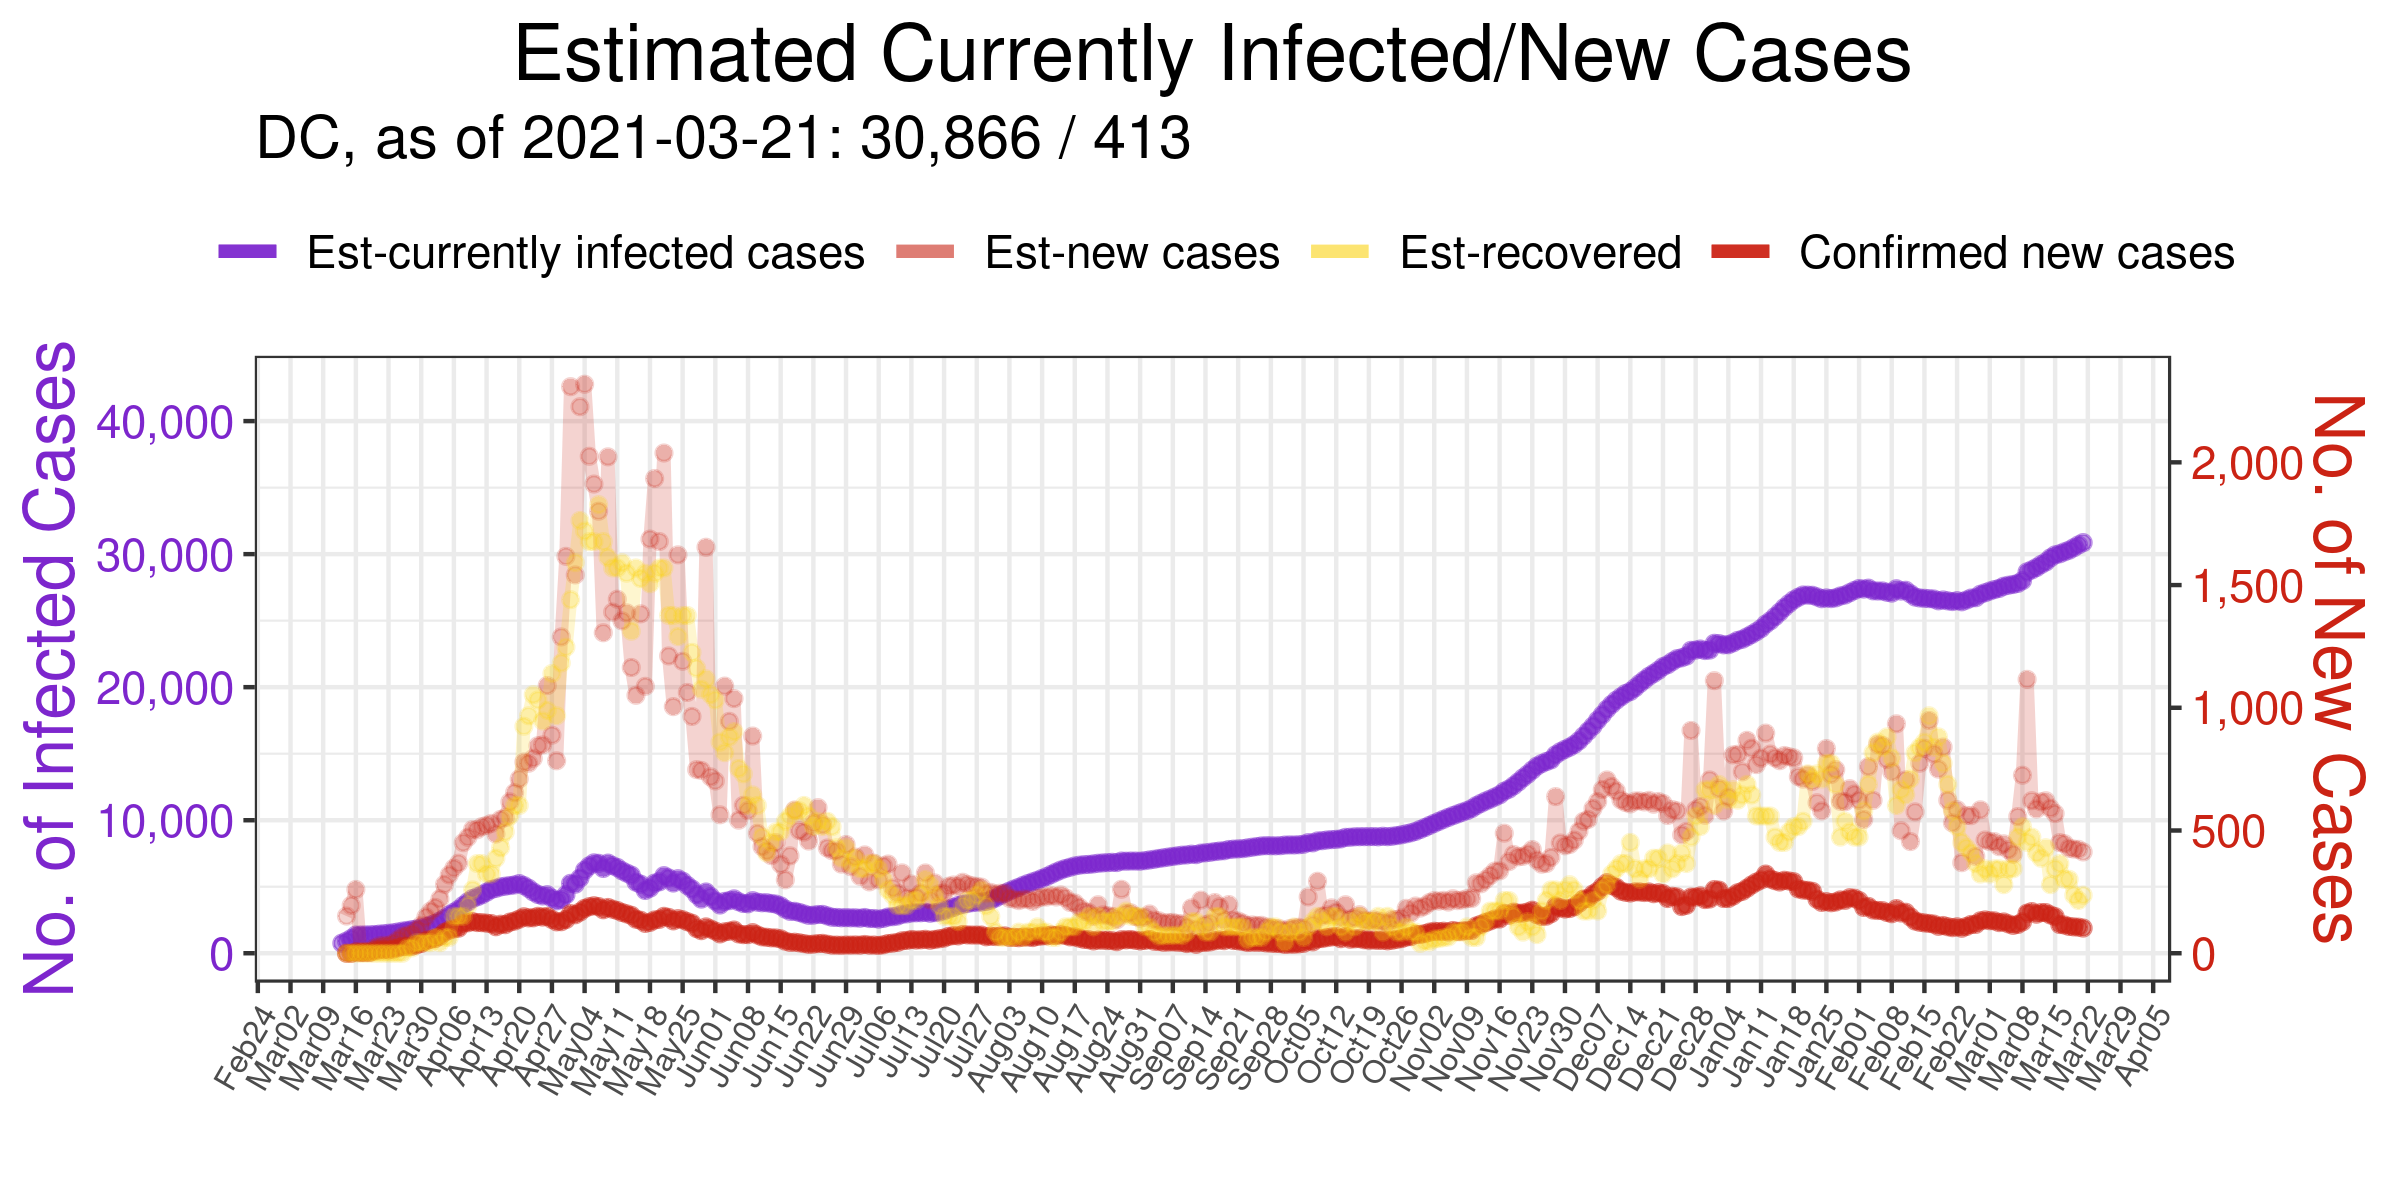 Estimated Currently Infected/New Cases
DC, as of 2021-03-21: 30,866 / 413
Est-currently infected cases
Est-new cases
Est-recovered
Confirmed new cases
No. of Infected Cases
40,000
30,000
20,000
10,000
0
No. of New Cases
2,000
1,500
1,000
500
0
Feb24
Mar02
Mar09
Mar16
Mar23
Mar30
Apr06
Apr13
Apr20
Apr27
May04
May11
May18
May25
Jun01
Jun08
Jun15
Jun22
Jun29
Jul06
Jul13
Jul20
Jul27
Aug03
Aug10
Aug17
Aug24
Aug31
Sep07
Sep14
Sep21
Sep28
Oct05
Oct12
Oct19
Oct26
Nov02
Nov09
Nov16
Nov23
Nov30
Dec07
Dec14
Dec21
Dec28
Jan04
Jan11
Jan18
Jan25
Feb01
Feb08
Feb15
Feb22
Mar01
Mar08
Mar15
Mar22
Mar29
Apr05